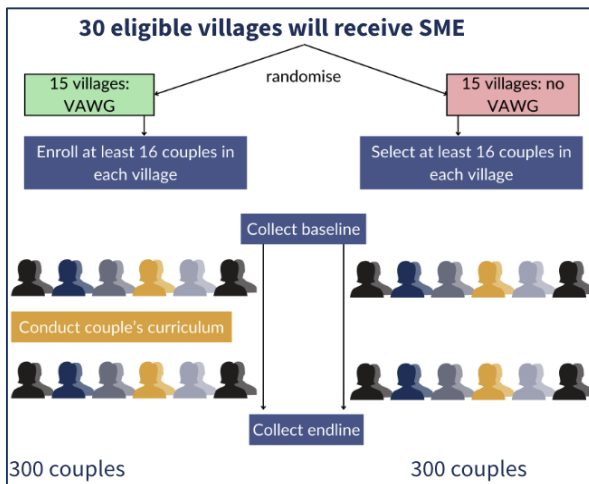 30 eligible villages will receive SME
randomise
15 villages:
VAWG
15 villages: no
VAWG
Enroll at least 16 couples in
each village
Select at least 16 couples in
each village
Collect baseline
Conduct couple's curriculum
Collect endline
300 couples
300 couples